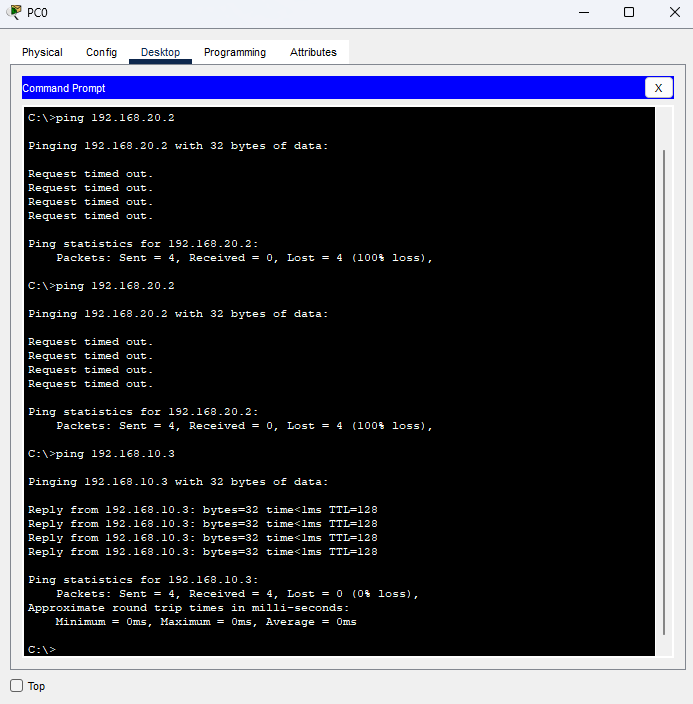 PC0
Physical Config Desktop Programming Attributes
Command Prompt X
C:\>ping 192.168.20.2
Pinging 192.168.20.2 with 32 bytes of data:
Request timed out.
Request timed out.
Request timed out.
Request timed out.
Ping statistics for 192.168.20.2:
    Packets: Sent = 4, Received = 0, Lost = 4 (100% loss),
C:\>ping 192.168.20.2
Pinging 192.168.20.2 with 32 bytes of data:
Request timed out.
Request timed out.
Request timed out.
Request timed out.
Ping statistics for 192.168.20.2:
    Packets: Sent = 4, Received = 0, Lost = 4 (100% loss),
C:\>ping 192.168.10.3
Pinging 192.168.10.3 with 32 bytes of data:
Reply from 192.168.10.3: bytes=32 time<1ms TTL=128
Reply from 192.168.10.3: bytes=32 time<1ms TTL=128
Reply from 192.168.10.3: bytes=32 time<1ms TTL=128
Reply from 192.168.10.3: bytes=32 time<1ms TTL=128
Ping statistics for 192.168.10.3:
    Packets: Sent = 4, Received = 4, Lost = 0 (0% loss),
Approximate round trip times in milli-seconds:
    Minimum = 0ms, Maximum = 0ms, Average = 0ms
C:\>
Top